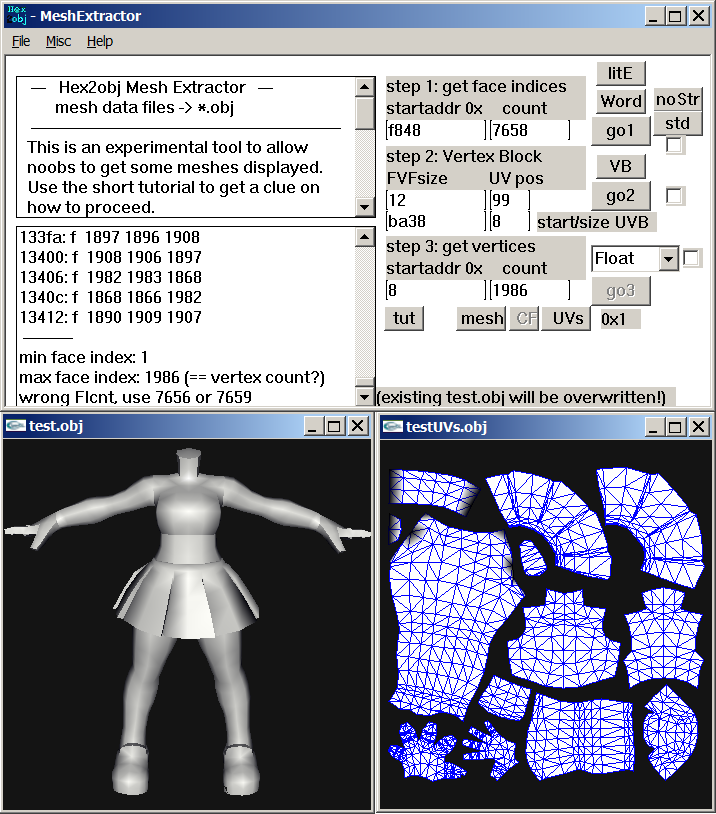 Hex obj - MeshExtractor
File Misc Help
— Hex2obj Mesh Extractor —
mesh data files -> *.obj
This is an experimental tool to allow
noobs to get some meshes displayed.
Use the short tutorial to get a clue on
how to proceed.
133fa: f 1897 1896 1908
13400: f 1908 1906 1897
13406: f 1982 1983 1868
1340c: f 1868 1866 1982
13412: f 1890 1909 1907
min face index: 1
max face index: 1986 (== vertex count?)
wrong FIcnt, use 7656 or 7659
step 1: get face indices
startaddr 0x count
f848 7658
litE
Word
noStr
go1
std
step 2: Vertex Block
FVFsize UV pos
12 99
ba38 8 start/size UVB
VB
go2
step 3: get vertices
startaddr 0x count
8 1986
Float
go3
tut mesh CF UVs 0x1
(existing test.obj will be overwritten!)
test.obj
testUVs.obj